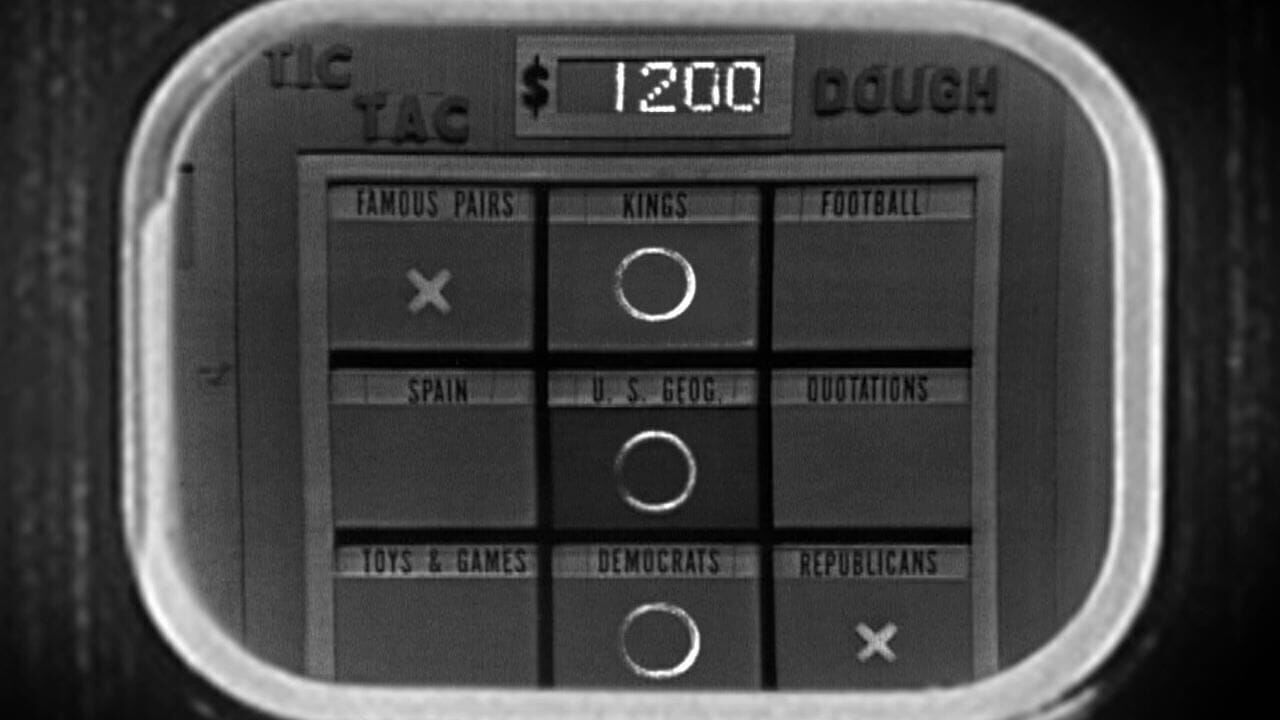 TIC
TAC
$ 1200
DOUGH
FAMOUS PAIRS
KINGS
FOOTBALL
X
O
SPAIN
U. S. GEOG.
QUOTATIONS
O
TOYS & GAMES
DEMOCRATS
REPUBLICANS
O
X